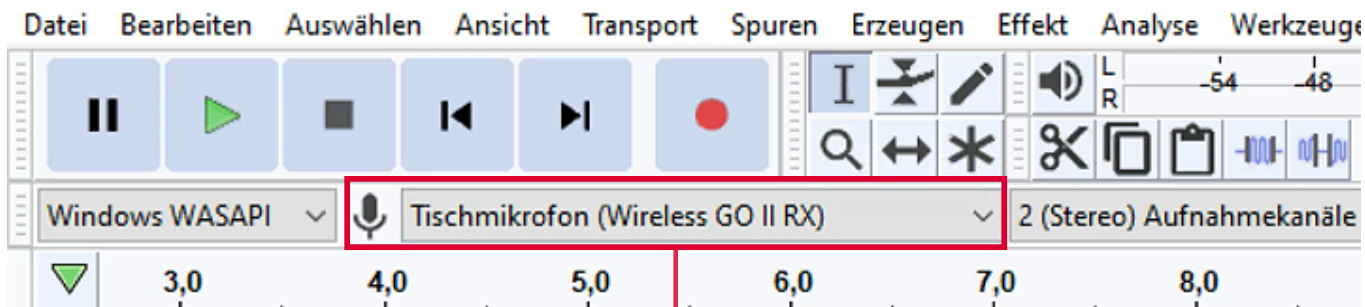 Datei Bearbeiten Auswählen Ansicht Transport Spuren Erzeugen Effekt Analyse Werkzeuge
L
R
-54 -48
Windows WASAPI Tischmikrofon (Wireless GO II RX) 2 (Stereo) Aufnahmekanäle
3,0 4,0 5,0 6,0 7,0 8,0